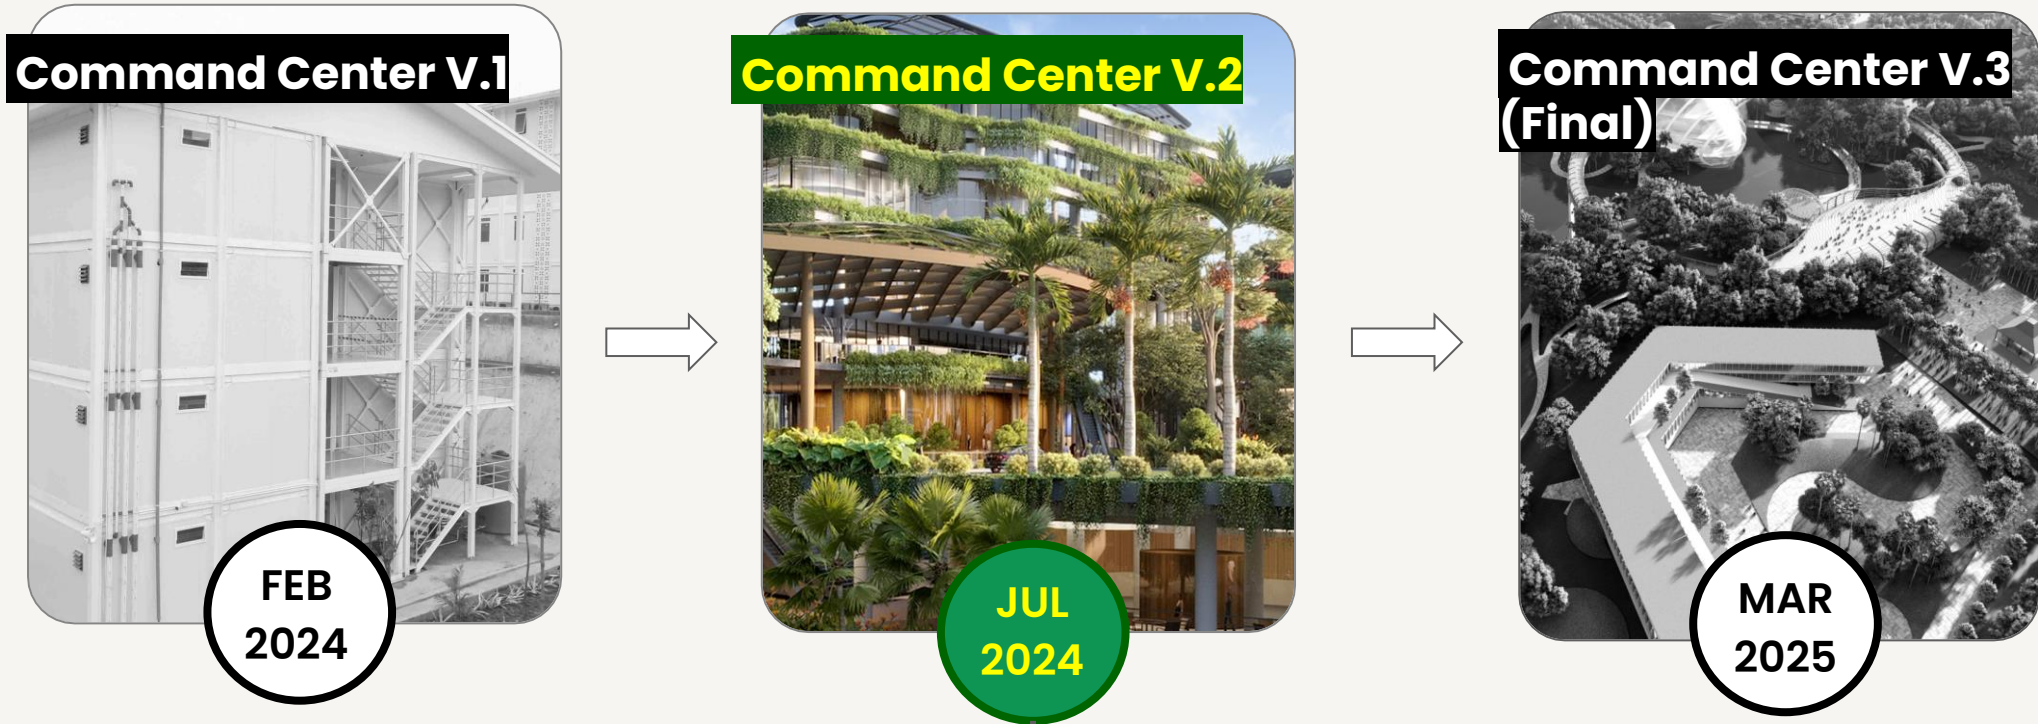 Command Center V.1
FEB
2024
Command Center V.2
JUL
2024
Command Center V.3
(Final)
MAR
2025